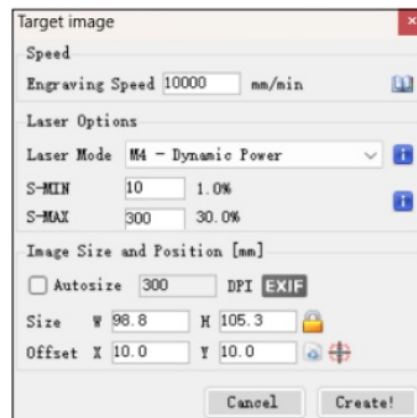 Target image
Speed
Engraving Speed 10000 mm/min
Laser Options
Laser Mode M4 - Dynamic Power
S-MIN 10 1.0%
S-MAX 300 30.0%
Image Size and Position [mm]
Autosize 300 DPI EXIF
Size W 98.8 H 105.3
Offset X 10.0 Y 10.0
Cancel Create!